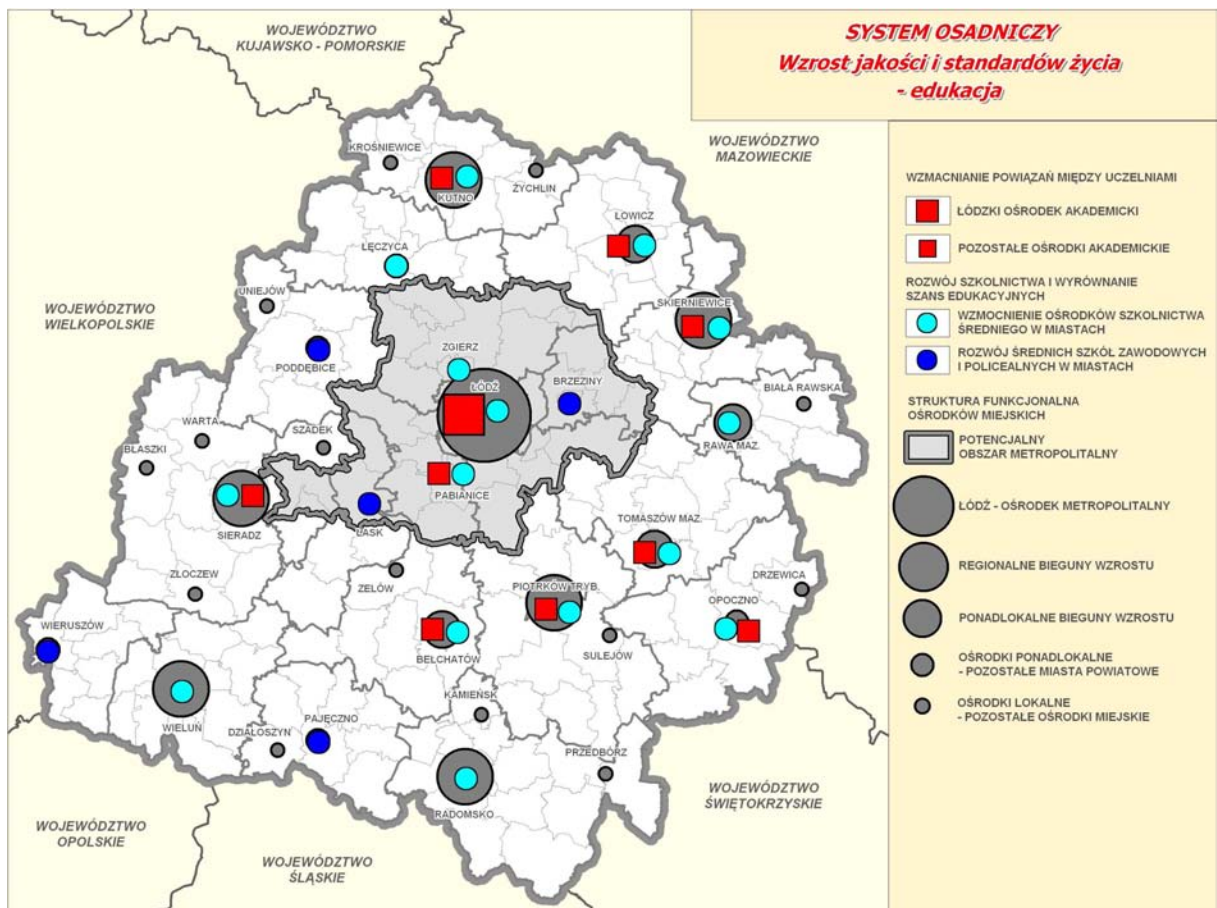 SYSTEM OSADNICZY
Wzrost jakości i standardów życia
- edukacja
WOJEWÓDZTWO
KUJAWSKO - POMORSKIE
WOJEWÓDZTWO
MAZOWIECKIE
WOJEWÓDZTWO
WIELKOPOLSKIE
WOJEWÓDZTWO
OPOLSKIE
WOJEWÓDZTWO
ŚLĄSKIE
WOJEWÓDZTWO
ŚWIĘTOKRZYSKIE
KROŚNIEWICE
KUTNO
ŻYCHLIN
ŁOWICZ
ŁĘCZYCA
UNIEJÓW
SKIERNIEWICE
PODDĘBICE
ZGIERZ
ŁÓDŹ
BRZEZINY
BIAŁA RAWSKA
RAWA MAZ.
WARTA
SZADEK
BŁASZKI
SIERADZ
ŁASK
PABIANICE
TOMASZÓW MAZ.
ZŁOCZEW
ZELÓW
PIOTRKÓW TRYB.
DRZEWICA
OPOCZNO
BEŁCHATÓW
SULEJÓW
WIERUSZÓW
WIELUŃ
DZIAŁOSZYN
PAJĘCZNO
KAMIEŃSK
RADOMSKO
PRZEDBÓRZ
WZMACNIANIE POWIĄZAŃ MIĘDZY UCZELNIAMI
ŁÓDZKI OŚRODEK AKADEMICKI
POZOSTAŁE OŚRODKI AKADEMICKIE
ROZWÓJ SZKOLNICTWA I WYRÓWNANIE
SZANS EDUKACYJNYCH
WZMOCNIENIE OŚRODKÓW SZKOLNICTWA
ŚREDNIEGO W MIASTACH
ROZWÓJ ŚREDNICH SZKÓŁ ZAWODOWYCH
I POLICEALNYCH W MIASTACH
STRUKTURA FUNKCJONALNA
OŚRODKÓW MIEJSKICH
POTENCJALNY
OBSZAR METROPOLITALNY
ŁÓDŹ - OŚRODEK METROPOLITALNY
REGIONALNE BIEGUNY WZROSTU
PONADLOKALNE BIEGUNY WZROSTU
OŚRODKI PONADLOKALNE
- POZOSTAŁE MIASTA POWIATOWE
OŚRODKI LOKALNE
- POZOSTAŁE OŚRODKI MIEJSKIE